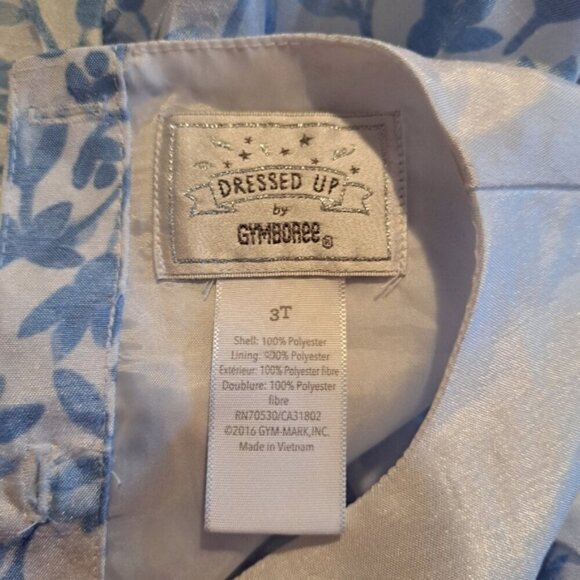 DRESSED UP
by
GYMBOREE®
3T
Shell: 100% Polyester
Lining: 100% Polyester
Extérieur: 100% Polyester fibre
Doublure: 100% Polyester
fibre
RN70530/CA31802
©2016 GYM-MARK,INC.
Made in Vietnam